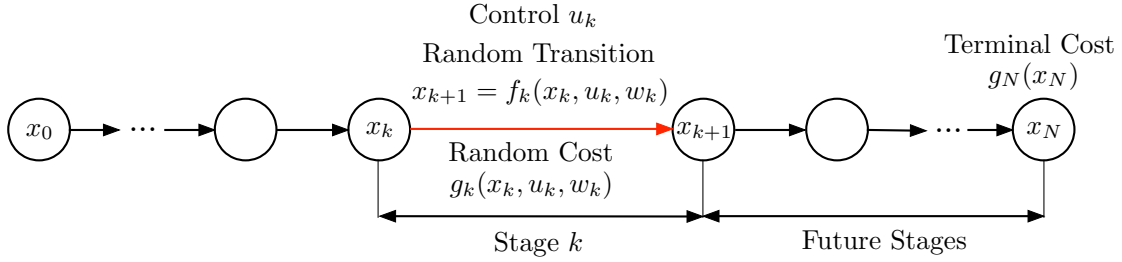 Control u_k
Random Transition
x_{k+1} = f_k(x_k, u_k, w_k)
Terminal Cost
g_N(x_N)
x_0 ... x_k x_{k+1} ... x_N
Random Cost
g_k(x_k, u_k, w_k)
Stage k
Future Stages